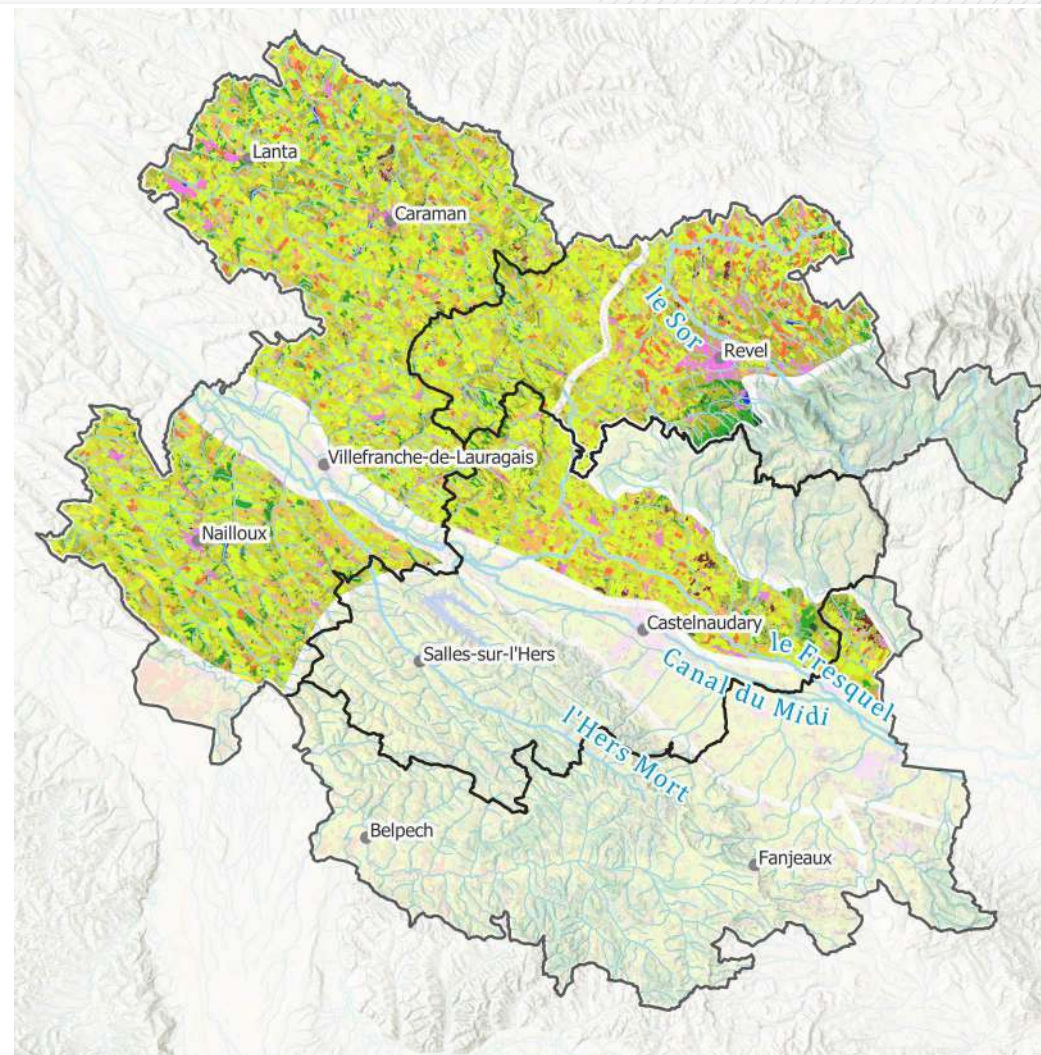 Lanta
Caraman
le Sor
Revel
Villefranche-de-Lauragais
Nailloux
Castelnaudary
le Fresquel
Salles-sur-l'Hers
Canal du Midi
l'Hers Mort
Belpech
Fanjeaux